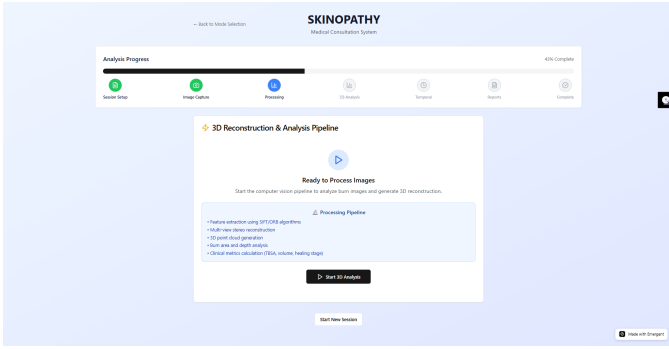 ← Back to Mode Selection
SKINOPATHY
Medical Consultation System
Analysis Progress
43% Complete
Session Setup
Image Capture
Processing
3D Analysis
Temporal
Reports
Complete
3D Reconstruction & Analysis Pipeline
Ready to Process Images
Start the computer vision pipeline to analyze burn images and generate 3D reconstruction.
Processing Pipeline
• Feature extraction using SIFT/ORB algorithms
• Multi-view stereo reconstruction
• 3D point cloud generation
• Burn area and depth analysis
• Clinical metrics calculation (TBSA, volume, healing stage)
Start 3D Analysis
Start New Session
Made with Emergent